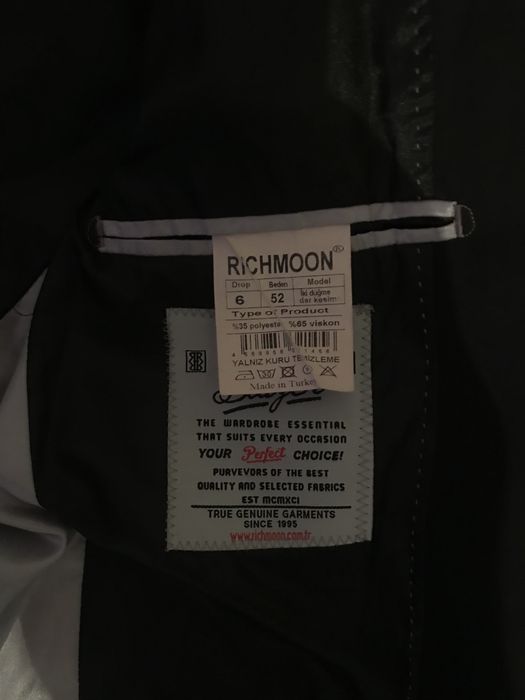 RICHMOON®
Drop Beden Model
6 52 İki düğme dar kesim
Type of Product
%35 polyester %65 viskon
YALNIZ KURU TEMİZLEME
Made in Turkey
THE WARDROBE ESSENTIAL
THAT SUITS EVERY OCCASION
YOUR Perfect CHOICE!
PURVEYORS OF THE BEST
QUALITY AND SELECTED FABRICS
EST MCMXCI
TRUE GENUINE GARMENTS
SINCE 1995
www.richmoon.com.tr